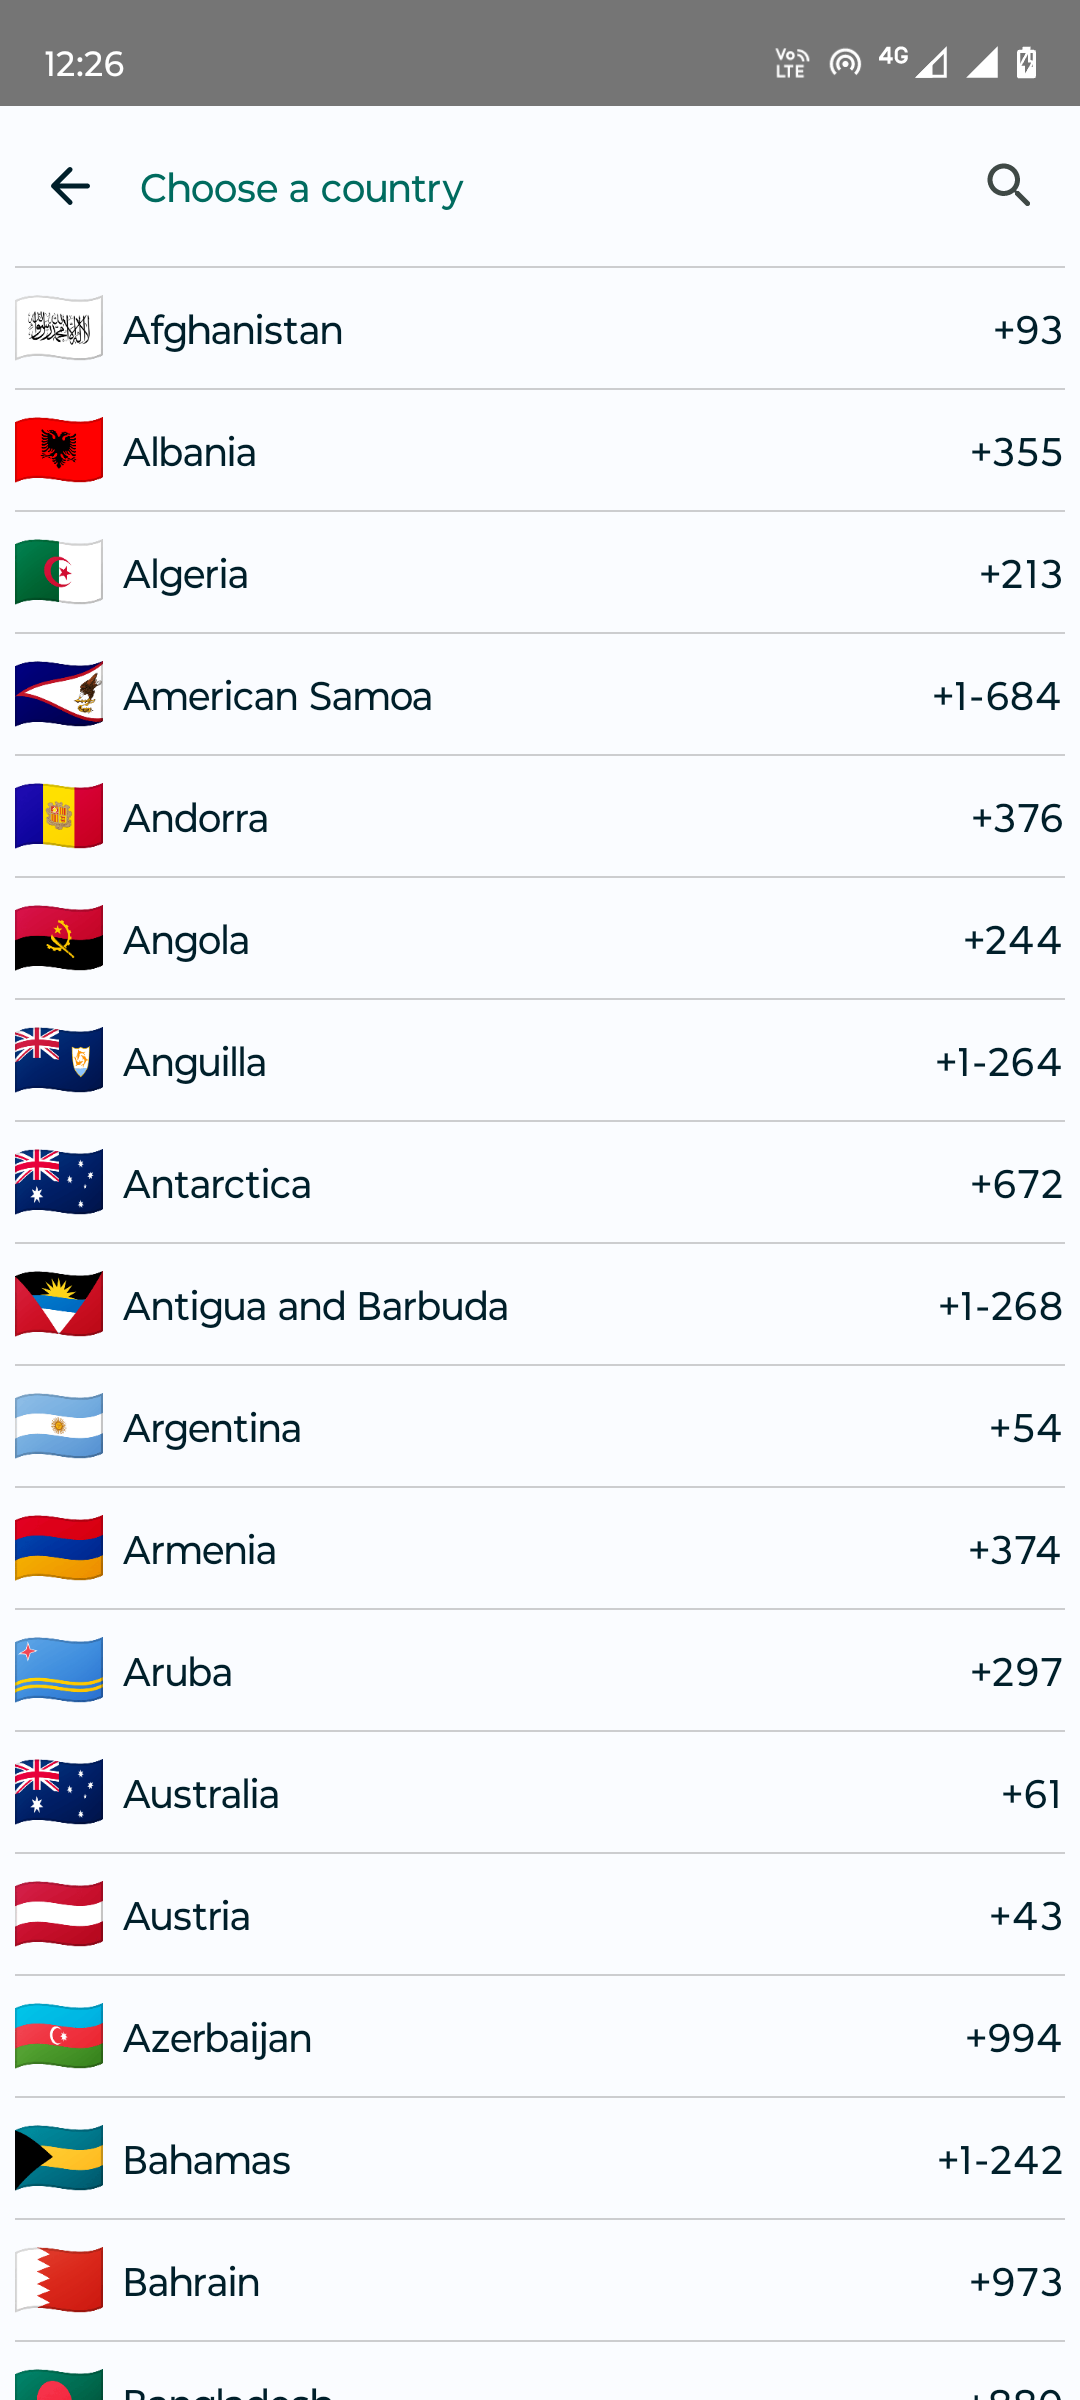 12:26
Vo LTE 4G
Choose a country
Afghanistan +93
Albania +355
Algeria +213
American Samoa +1-684
Andorra +376
Angola +244
Anguilla +1-264
Antarctica +672
Antigua and Barbuda +1-268
Argentina +54
Armenia +374
Aruba +297
Australia +61
Austria +43
Azerbaijan +994
Bahamas +1-242
Bahrain +973
Bangladesh +880